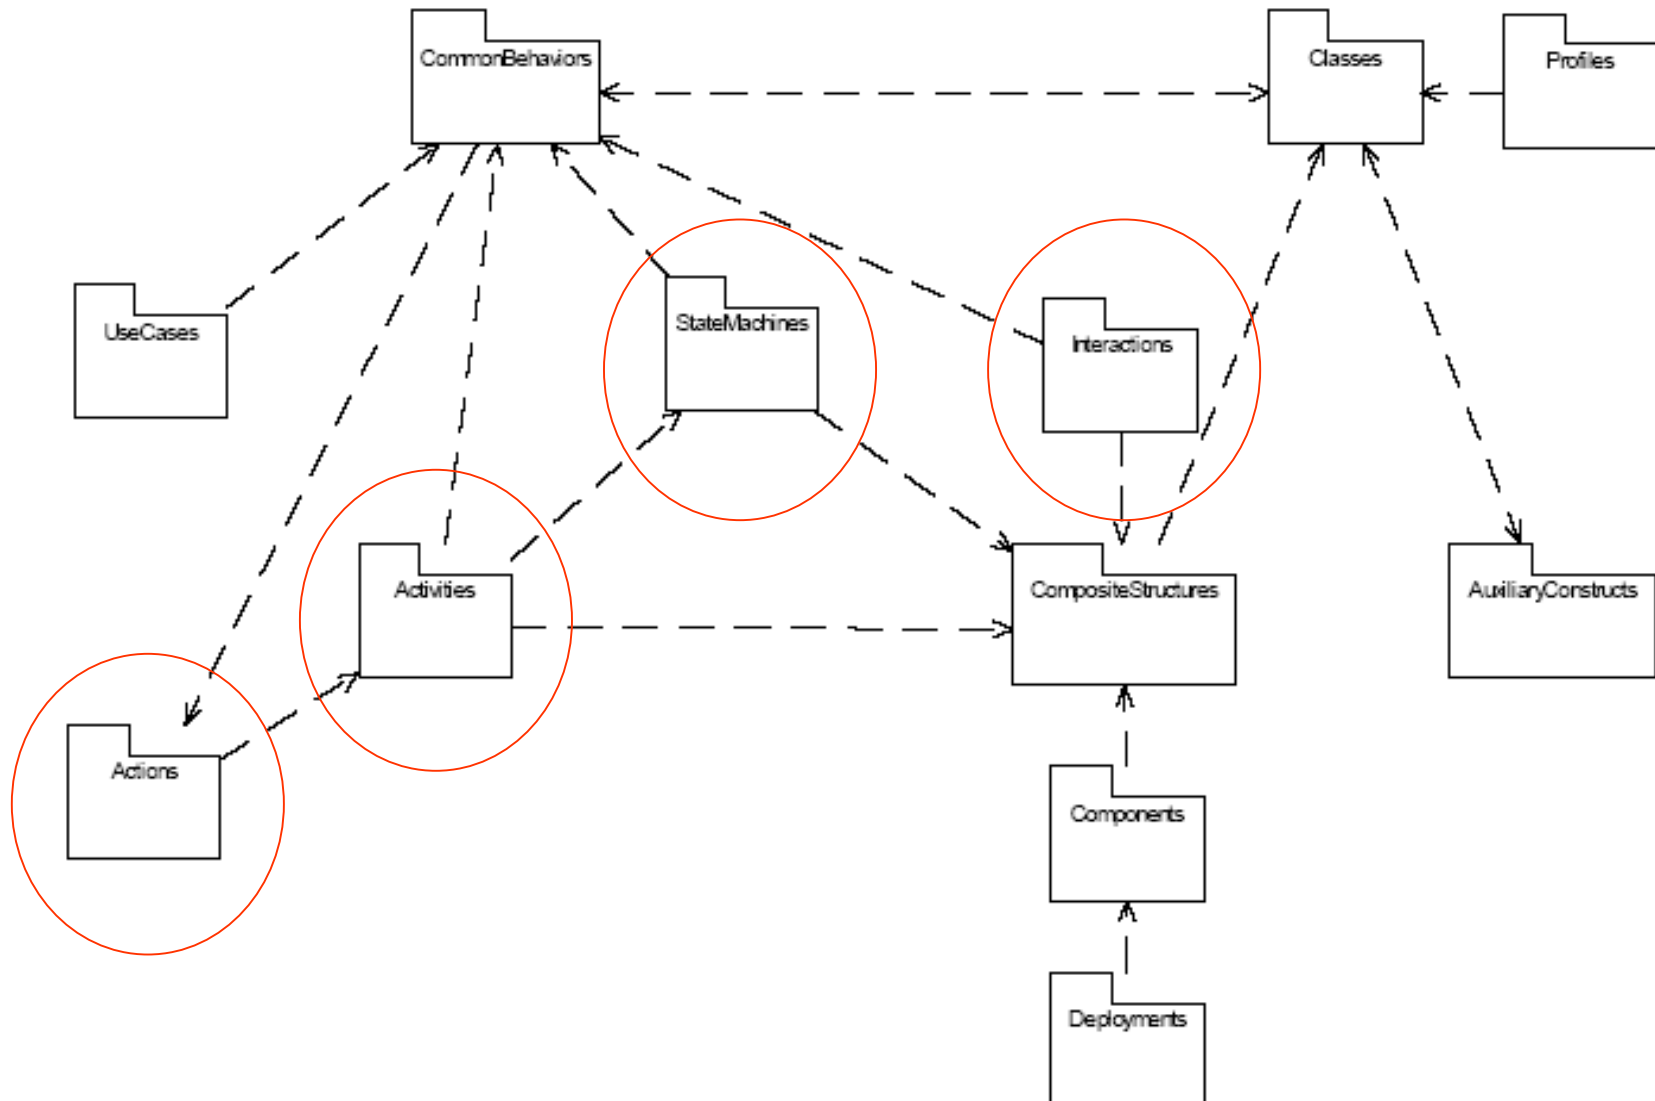 CommonBehaviors
Classes
Profiles
UseCases
StateMachines
Interactions
Activities
CompositeStructures
AuxiliaryConstructs
Actions
Components
Deployments